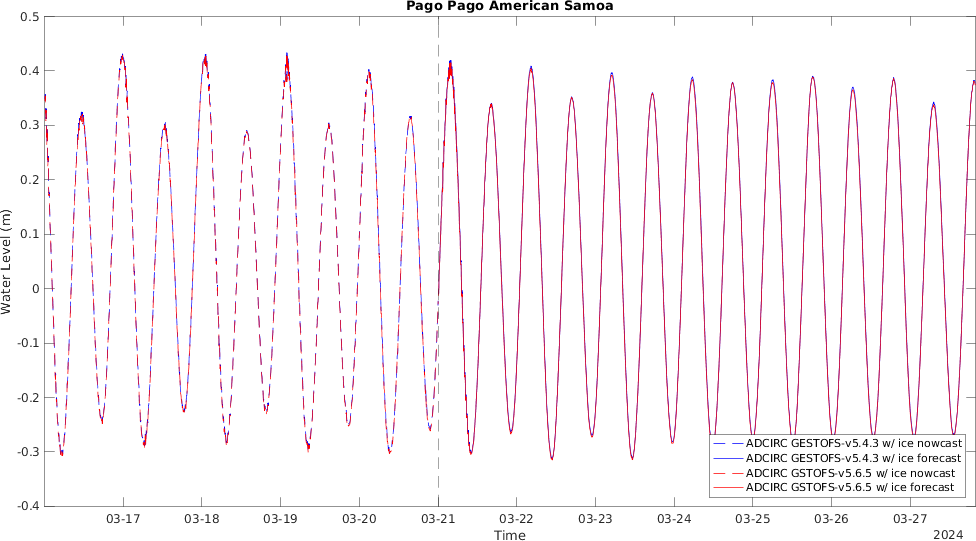 Pago Pago American Samoa
0.5
0.4
0.3
0.2
0.1
0
-0.1
-0.2
-0.3
-0.4
Water Level (m)
ADCIRC GESTOFS-v5.4.3 w/ ice nowcast
ADCIRC GESTOFS-v5.4.3 w/ ice forecast
ADCIRC GSTOFS-v5.6.5 w/ ice nowcast
ADCIRC GSTOFS-v5.6.5 w/ ice forecast
03-17 03-18 03-19 03-20 03-21 03-22 03-23 03-24 03-25 03-26 03-27
Time
2024